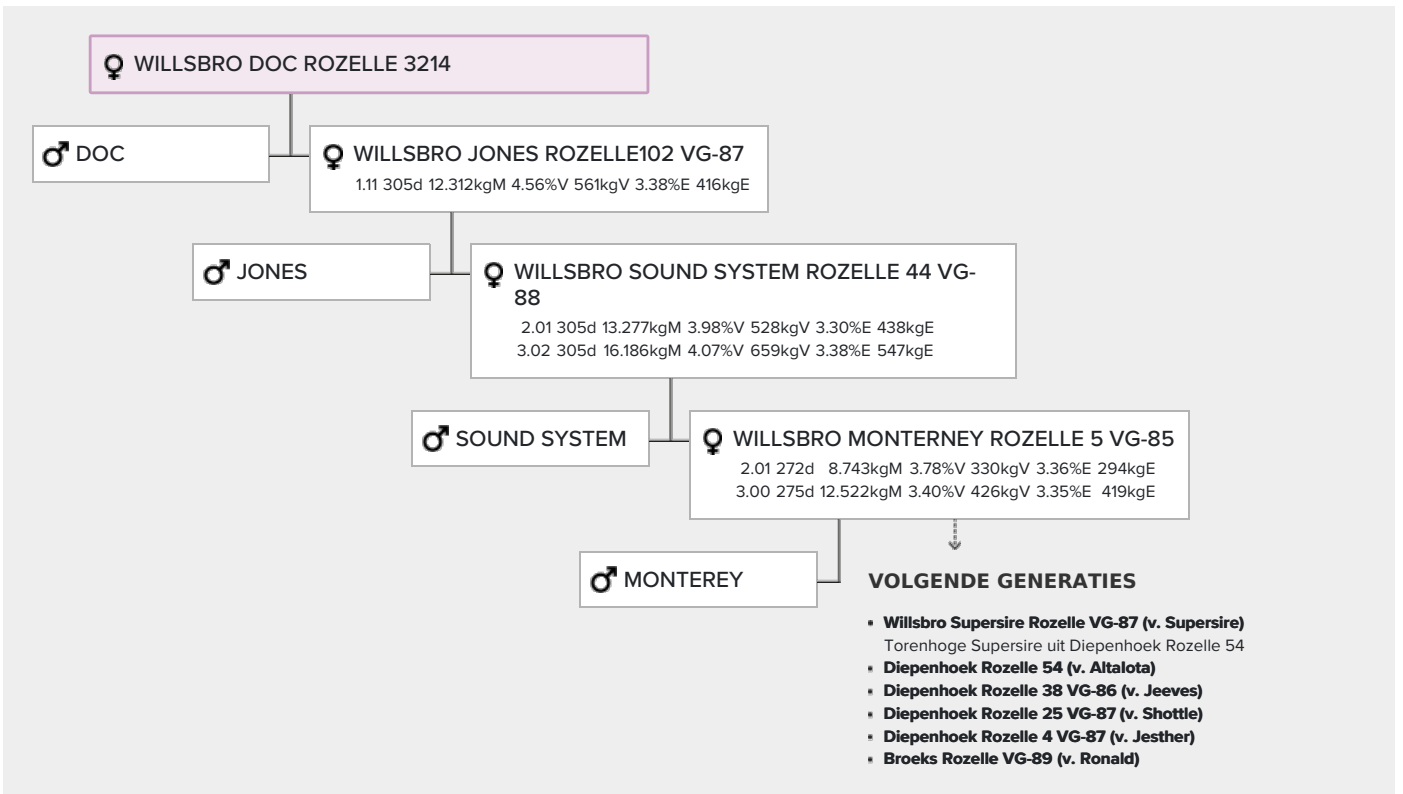 WILLSBRO DOC ROZELLE 3214
DOC
WILLSBRO JONES ROZELLE102 VG-87
1.11 305d 12.312kgM 4.56%V 561kgV 3.38%E 416kgE
JONES
WILLSBRO SOUND SYSTEM ROZELLE 44 VG-
88
2.01 305d 13.277kgM 3.98%V 528kgV 3.30%E 438kgE
3.02 305d 16.186kgM 4.07%V 659kgV 3.38%E 547kgE
SOUND SYSTEM
WILLSBRO MONTERNEY ROZELLE 5 VG-85
2.01 272d 8.743kgM 3.78%V 330kgV 3.36%E 294kgE
3.00 275d 12.522kgM 3.40%V 426kgV 3.35%E 419kgE
MONTEREY
VOLGENDE GENERATIES
Willsbro Supersire Rozelle VG-87 (v. Supersire)
Torenhoge Supersire uit Diepenhoek Rozelle 54
Diepenhoek Rozelle 54 (v. Altalota)
Diepenhoek Rozelle 38 VG-86 (v. Jeeves)
Diepenhoek Rozelle 25 VG-87 (v. Shottle)
Diepenhoek Rozelle 4 VG-87 (v. Jesther)
Broeks Rozelle VG-89 (v. Ronald)